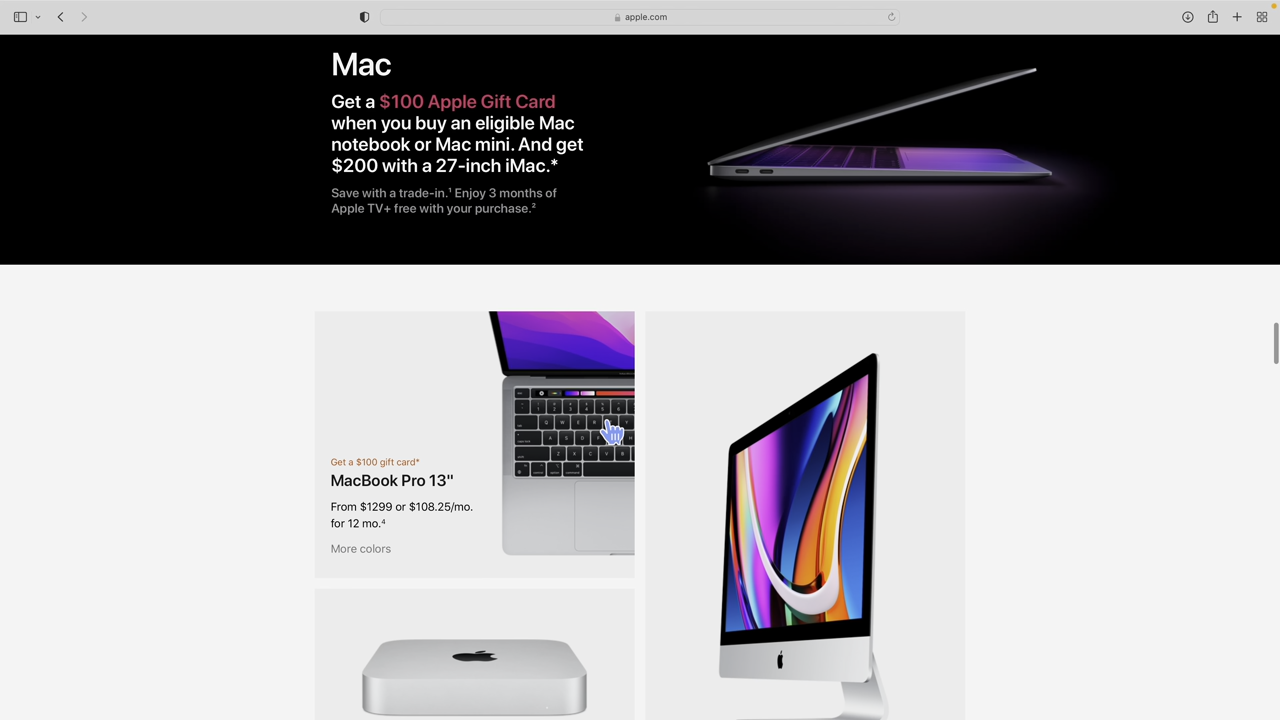 apple.com
Mac
Get a $100 Apple Gift Card
when you buy an eligible Mac
notebook or Mac mini. And get
$200 with a 27-inch iMac.*
Save with a trade-in.¹ Enjoy 3 months of
Apple TV+ free with your purchase.²
Get a $100 gift card*
MacBook Pro 13"
From $1299 or $108.25/mo.
for 12 mo.⁴
More colors